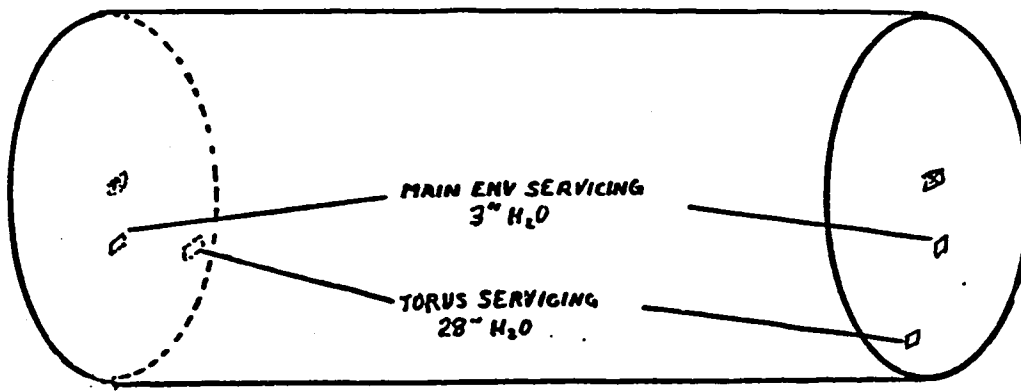 MAIN ENV SERVICING
3" H₂O
TORUS SERVICING
28" H₂O